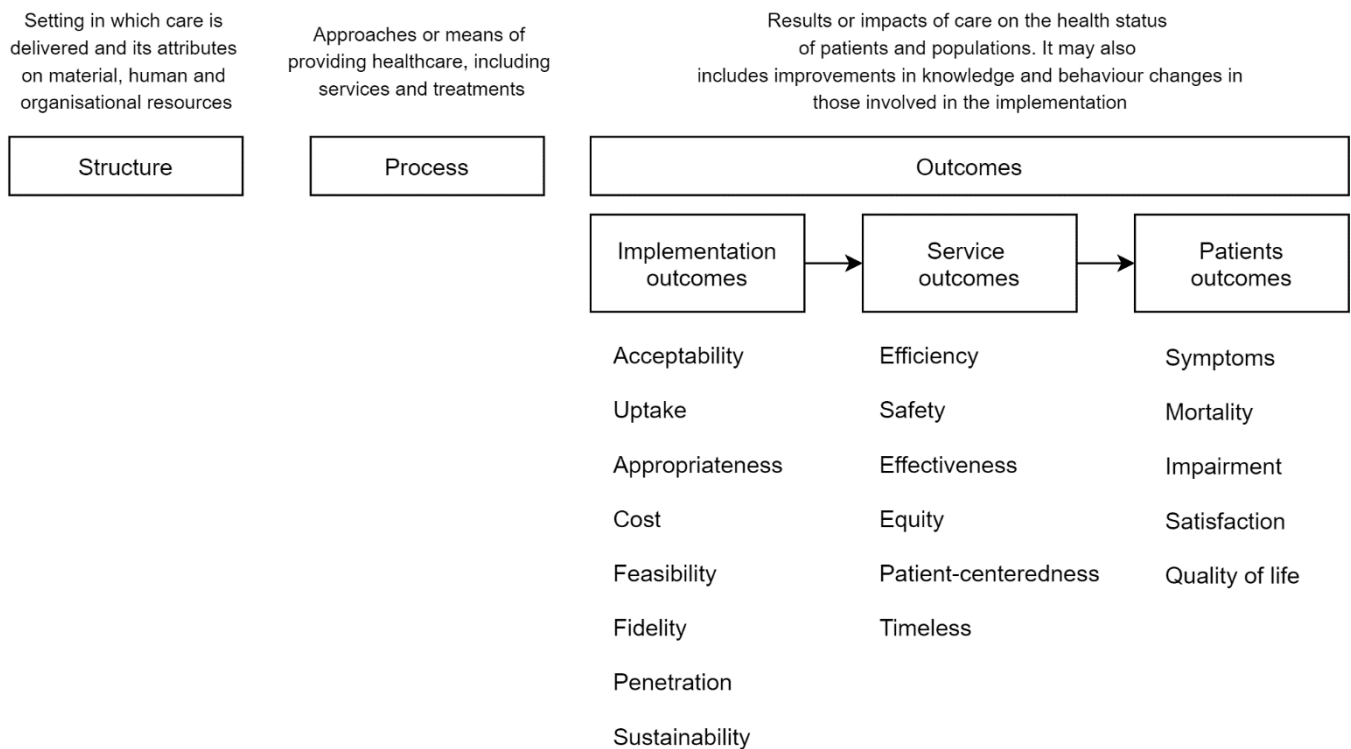 Setting in which care is
delivered and its attributes
on material, human and
organisational resources
Approaches or means of
providing healthcare, including
services and treatments
Results or impacts of care on the health status
of patients and populations. It may also
includes improvements in knowledge and behaviour changes in
those involved in the implementation
Structure
Process
Outcomes
Implementation
outcomes
Service
outcomes
Patients
outcomes
Acceptability
Uptake
Appropriateness
Cost
Feasibility
Fidelity
Penetration
Sustainability
Efficiency
Safety
Effectiveness
Equity
Patient-centeredness
Timeless
Symptoms
Mortality
Impairment
Satisfaction
Quality of life